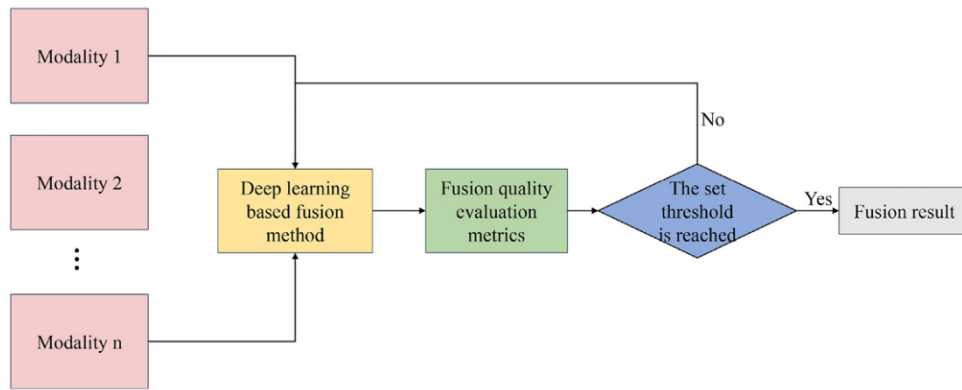 Modality 1
Modality 2
⋮
Modality n
Deep learning
based fusion
method
Fusion quality
evaluation
metrics
The set
threshold
is reached
No
Yes
Fusion result